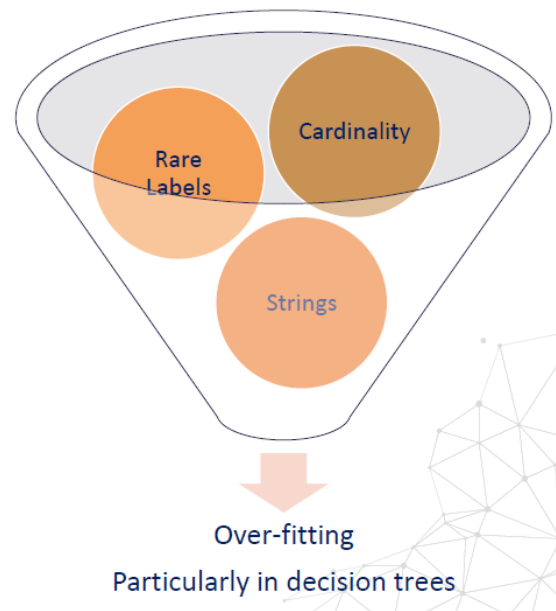 Cardinality
Rare
Labels
Strings
Over-fitting
Particularly in decision trees